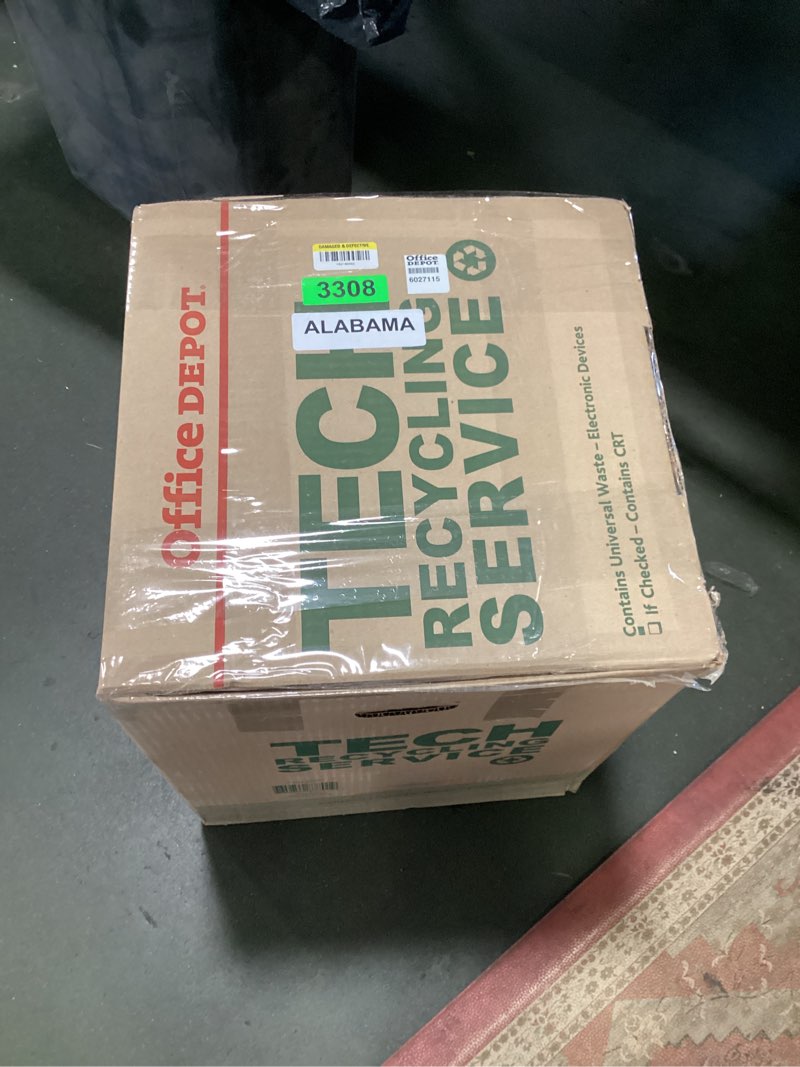 Office DEPOT
DAMAGED & DEFECTIVE
3308
ALABAMA
Office
DEPOT
6027115
TECH
RECYCLING
SERVICE
Contains Universal Waste – Electronic Devices
If Checked – Contains CRT
TECH
RECYCLING
SERVICE